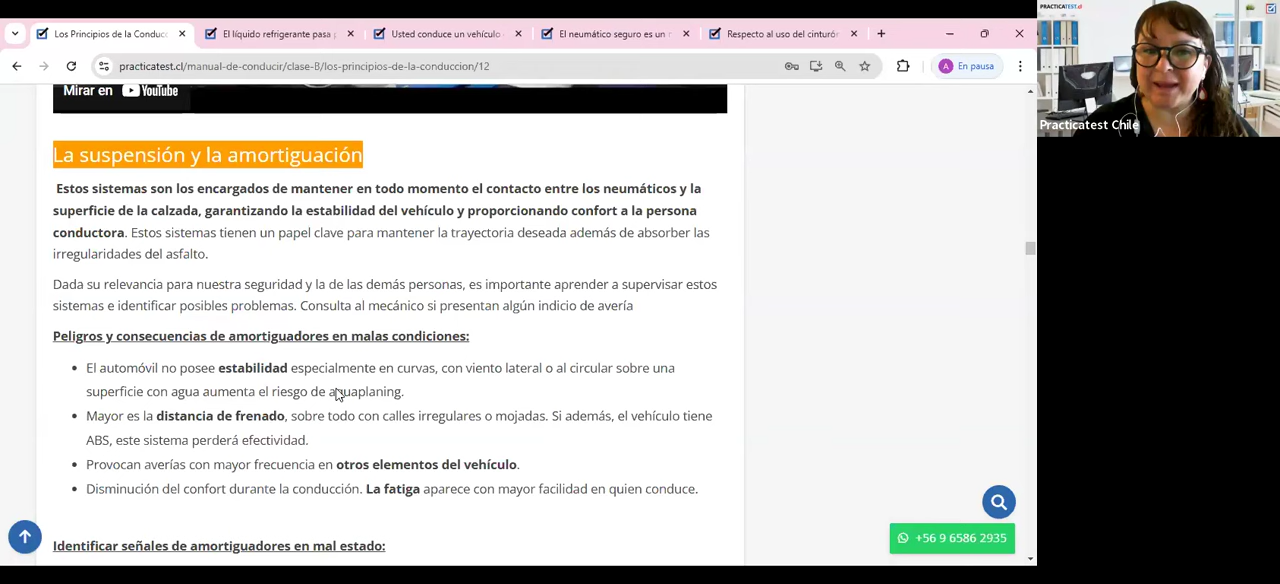 Los Principios de la Conducc
El líquido refrigerante pasa p
Usted conduce un vehículo
El neumático seguro es un n
Respecto al uso del cinturón
practicatest.cl/manual-de-conducir/clase-B/los-principios-de-la-conduccion/12
A
En pausa
PRACTICATEST.cl
Practicatest Chile
Mirar en YouTube
La suspensión y la amortiguación
Estos sistemas son los encargados de mantener en todo momento el contacto entre los neumáticos y la
superficie de la calzada, garantizando la estabilidad del vehículo y proporcionando confort a la persona
conductora. Estos sistemas tienen un papel clave para mantener la trayectoria deseada además de absorber las
irregularidades del asfalto.
Dada su relevancia para nuestra seguridad y la de las demás personas, es importante aprender a supervisar estos
sistemas e identificar posibles problemas. Consulta al mecánico si presentan algún indicio de avería
Peligros y consecuencias de amortiguadores en malas condiciones:
El automóvil no posee estabilidad especialmente en curvas, con viento lateral o al circular sobre una
superficie con agua aumenta el riesgo de aquaplaning.
Mayor es la distancia de frenado, sobre todo con calles irregulares o mojadas. Si además, el vehículo tiene
ABS, este sistema perderá efectividad.
Provocan averías con mayor frecuencia en otros elementos del vehículo.
Disminución del confort durante la conducción. La fatiga aparece con mayor facilidad en quien conduce.
+56 9 6586 2935
Identificar señales de amortiguadores en mal estado: